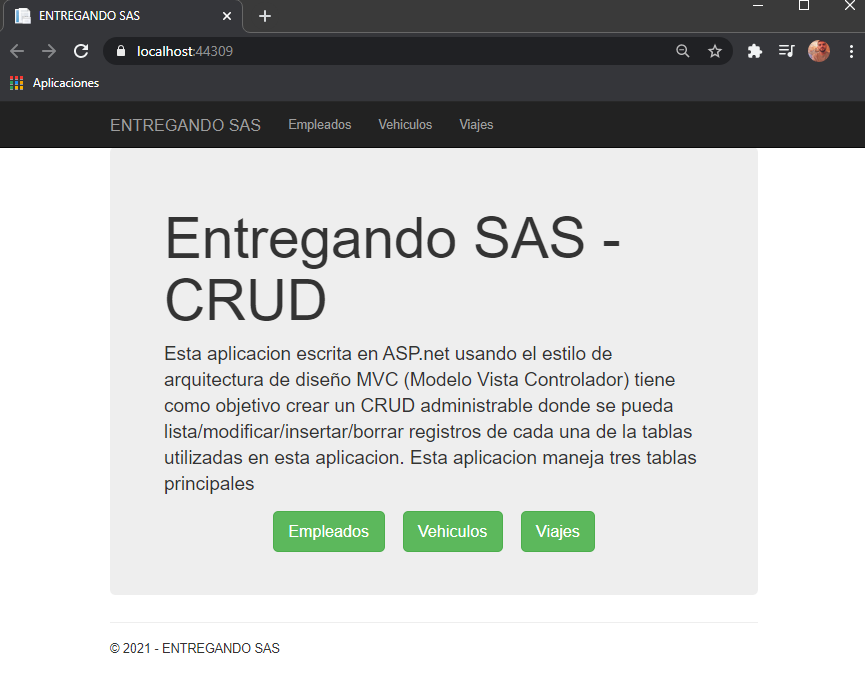 ENTREGANDO SAS
localhost:44309
Aplicaciones
ENTREGANDO SAS Empleados Vehiculos Viajes
Entregando SAS -
CRUD
Esta aplicacion escrita en ASP.net usando el estilo de
arquitectura de diseño MVC (Modelo Vista Controlador) tiene
como objetivo crear un CRUD administrable donde se pueda
lista/modificar/insertar/borrar registros de cada una de la tablas
utilizadas en esta aplicacion. Esta aplicacion maneja tres tablas
principales
Empleados Vehiculos Viajes
© 2021 - ENTREGANDO SAS